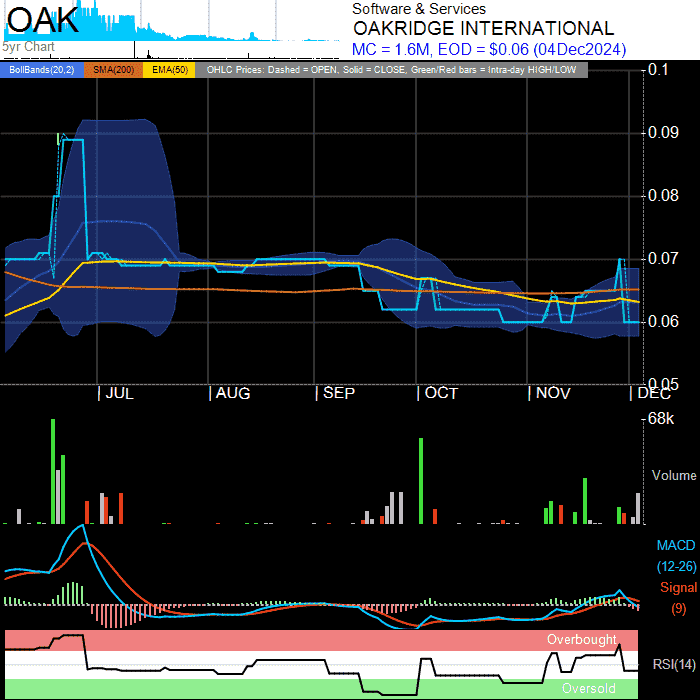 OAK
5yr Chart
Software & Services
OAKRIDGE INTERNATIONAL
MC = 1.6M, EOD = $0.06 (04Dec2024)
BollBands(20,2) SMA(200) EMA(50) OHLC Prices: Dashed = OPEN, Solid = CLOSE, Green/Red bars = Intra-day HIGH/LOW
0.1
0.09
0.08
0.07
0.06
0.05
JUL AUG SEP OCT NOV DEC
68k
Volume
MACD
(12-26)
Signal
(9)
Overbought
RSI(14)
Oversold